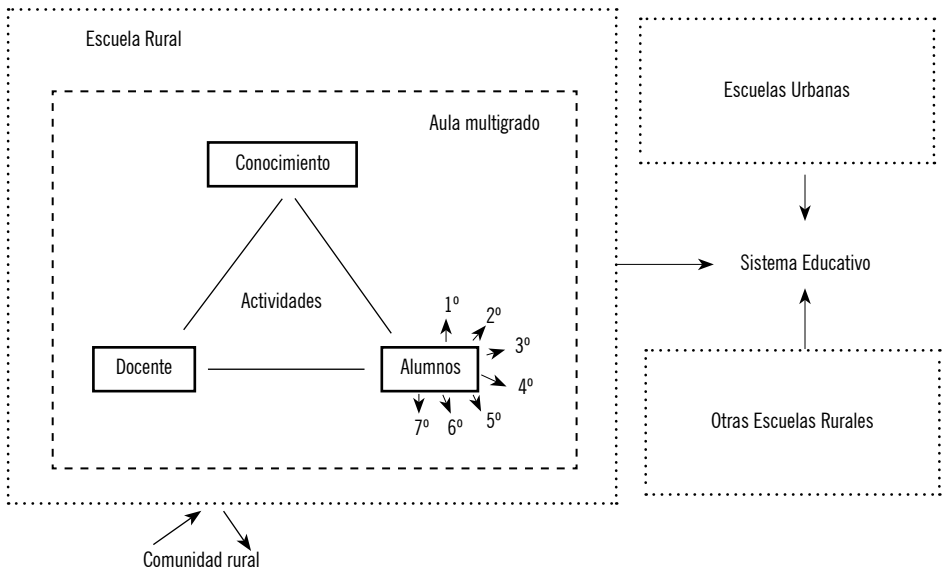 Escuela Rural
Escuelas Urbanas
Aula multigrado
Conocimiento
Sistema Educativo
Actividades
1º
2º
3º
Docente
Alumnos
4º
5º
6º
7º
Otras Escuelas Rurales
Comunidad rural